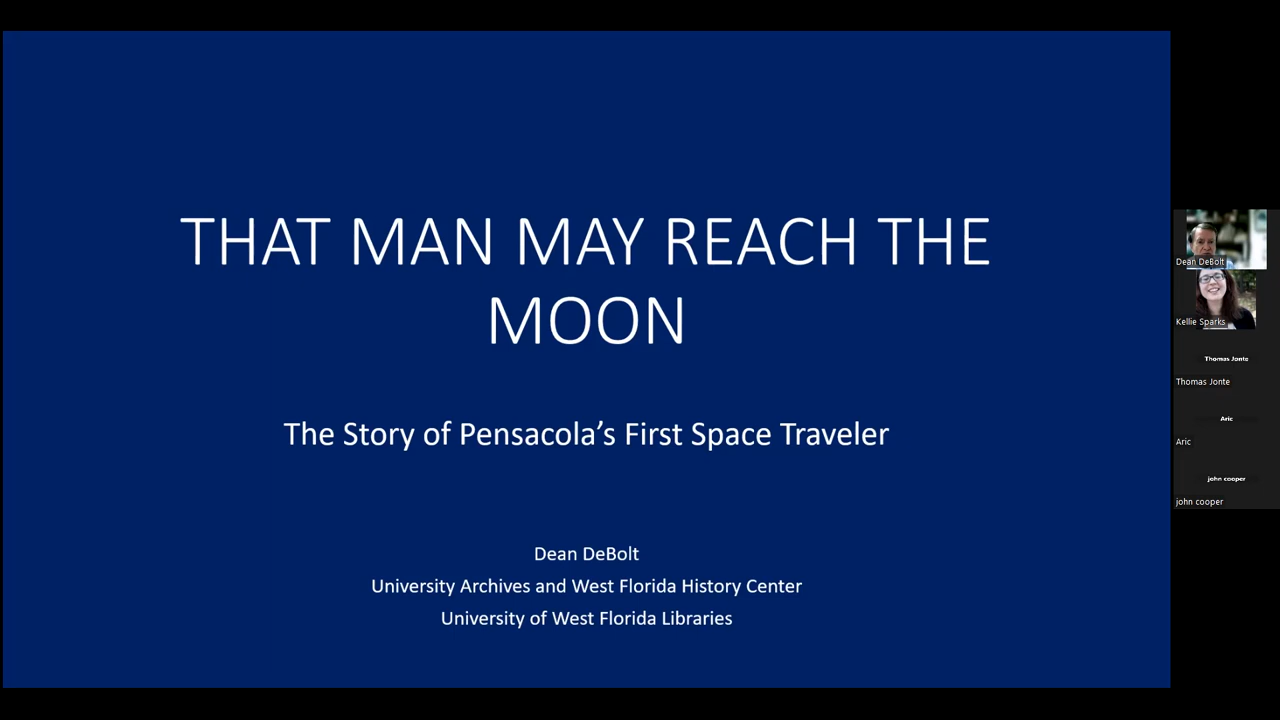 THAT MAN MAY REACH THE
MOON
The Story of Pensacola’s First Space Traveler
Dean DeBolt
University Archives and West Florida History Center
University of West Florida Libraries
Dean DeBolt
Kellie Sparks
Thomas Jonte
Thomas Jonte
Aric
Aric
john cooper
john cooper